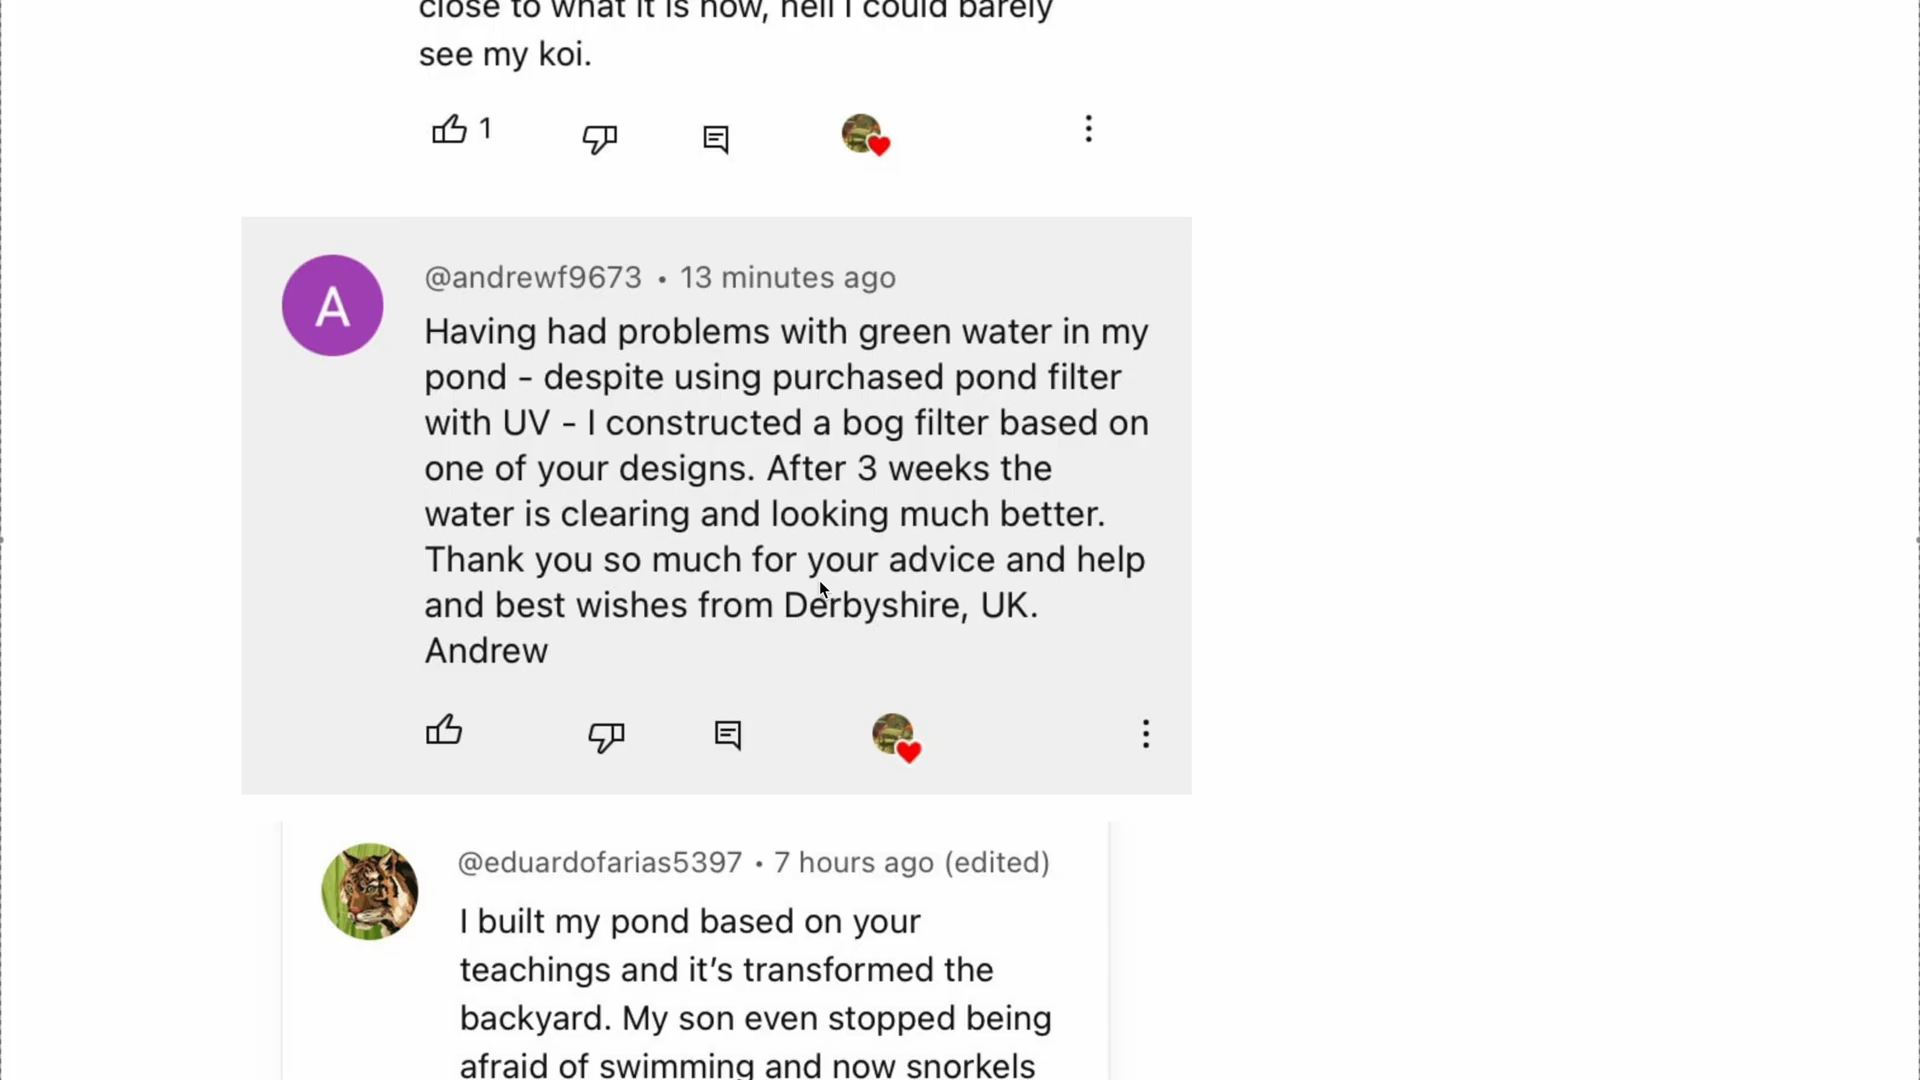 close to what it is now, hell I could barely
see my koi.
1
A
@andrewf9673 • 13 minutes ago
Having had problems with green water in my
pond - despite using purchased pond filter
with UV - I constructed a bog filter based on
one of your designs. After 3 weeks the
water is clearing and looking much better.
Thank you so much for your advice and help
and best wishes from Derbyshire, UK.
Andrew
@eduardofarias5397 • 7 hours ago (edited)
I built my pond based on your
teachings and it’s transformed the
backyard. My son even stopped being
afraid of swimming and now snorkels